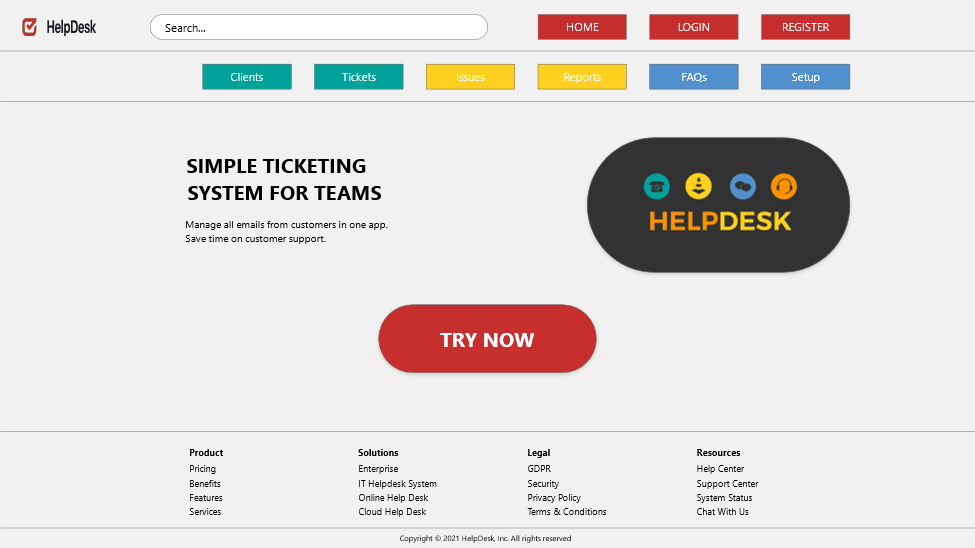 HelpDesk
Search...
HOME
LOGIN
REGISTER
Clients
Tickets
Issues
Reports
FAQs
Setup
SIMPLE TICKETING
SYSTEM FOR TEAMS
Manage all emails from customers in one app.
Save time on customer support.
HELPDESK
TRY NOW
Product
Pricing
Benefits
Features
Services
Solutions
Enterprise
IT Helpdesk System
Online Help Desk
Cloud Help Desk
Legal
GDPR
Security
Privacy Policy
Terms & Conditions
Resources
Help Center
Support Center
System Status
Chat With Us
Copyright © 2021 HelpDesk, Inc. All rights reserved